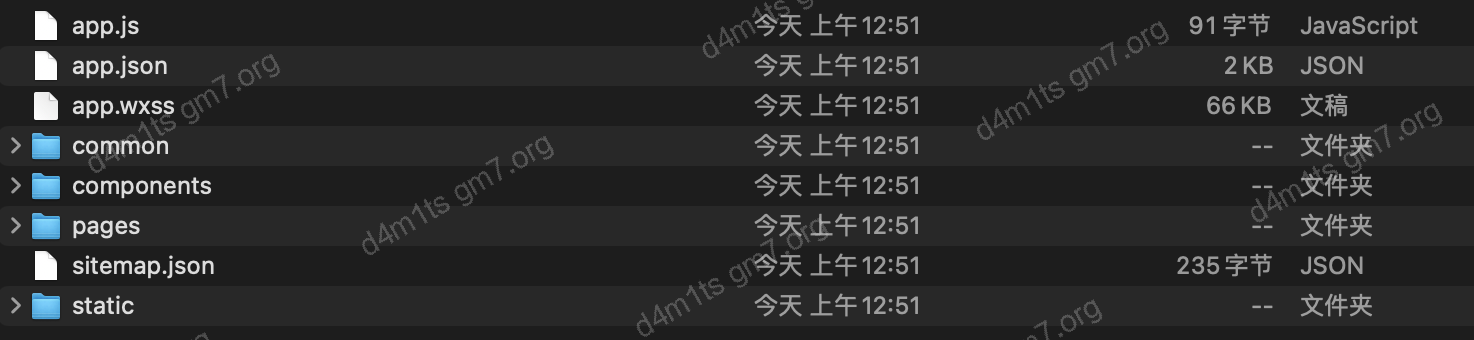 app.js 今天 上午12:51 91 字节 JavaScript
app.json 今天 上午12:51 2 KB JSON
app.wxss 今天 上午12:51 66 KB 文稿
common 今天 上午12:51 -- 文件夹
components 今天 上午12:51 -- 文件夹
pages 今天 上午12:51 -- 文件夹
sitemap.json 今天 上午12:51 235 字节 JSON
static 今天 上午12:51 -- 文件夹
d4m1ts gm7.org
d4m1ts gm7.org
d4m1ts gm7.org
d4m1ts gm7.org
d4m1ts gm7.org
d4m1ts gm7.org
gm7.org